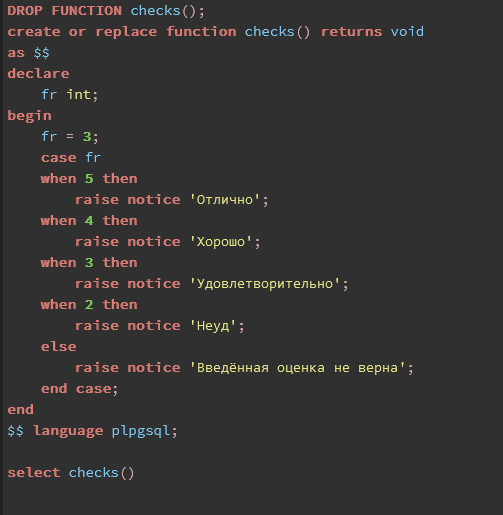 DROP FUNCTION checks();
create or replace function checks() returns void
as $$
declare
    fr int;
begin
    fr = 3;
    case fr
    when 5 then
        raise notice 'Отлично';
    when 4 then
        raise notice 'Хорошо';
    when 3 then
        raise notice 'Удовлетворительно';
    when 2 then
        raise notice 'Неуд';
    else
        raise notice 'Введённая оценка не верна';
    end case;
end
$$ language plpgsql;

select checks()